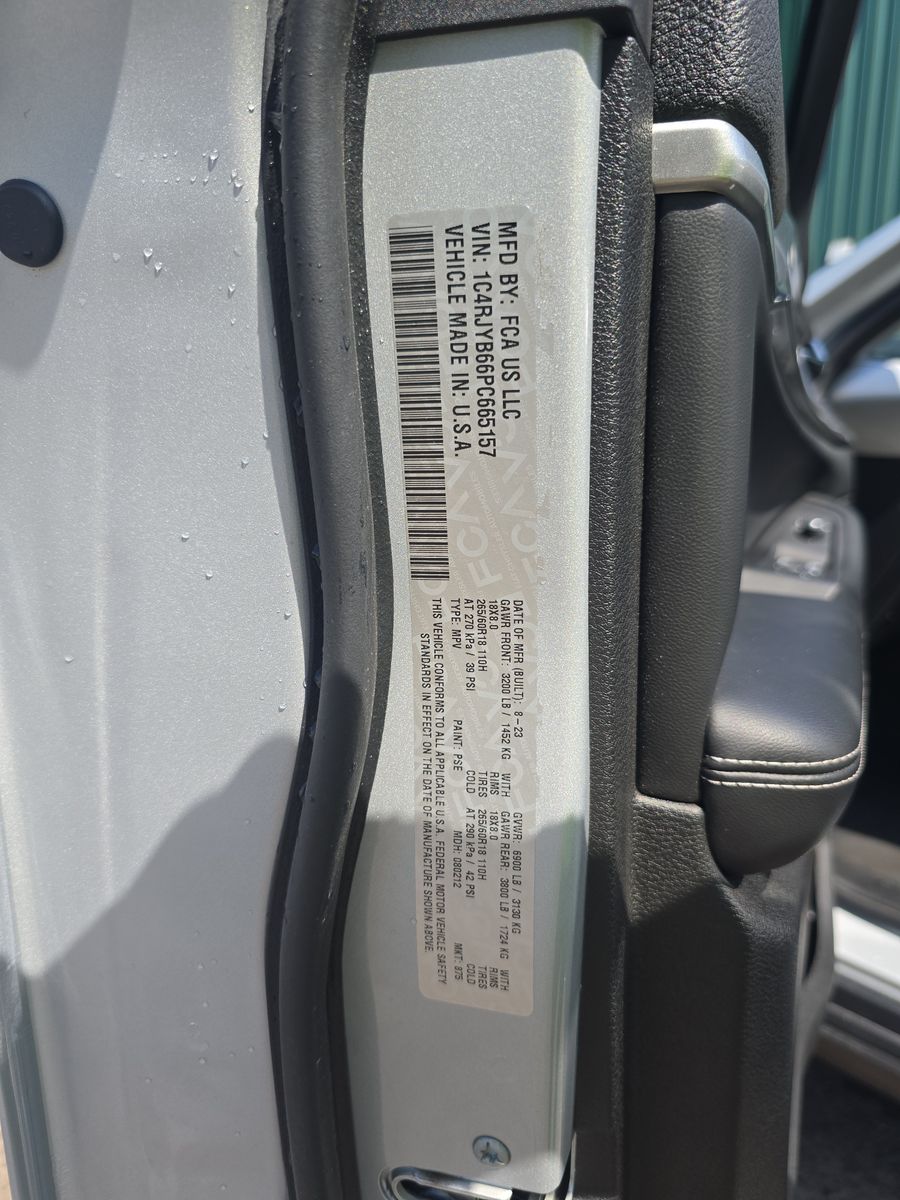 MFD BY: FCA US LLC
VIN: 1C4RJYB66PC665157
VEHICLE MADE IN: U.S.A.
DATE OF MFR (BUILT): 8-23 GVWR: 6900 LB / 3130 KG
GAWR FRONT: 3200 LB / 1452 KG WITH GAWR REAR: 3800 LB / 1724 KG WITH
18X8.0 RIMS 18X8.0 RIMS
265/60R18 110H TIRES 265/60R18 110H TIRES
AT 270 kPa / 39 PSI COLD AT 290 kPa / 42 PSI COLD
TYPE: MPV PAINT: PSE MDH: 080212 MKT: 875
THIS VEHICLE CONFORMS TO ALL APPLICABLE U.S.A. FEDERAL MOTOR VEHICLE SAFETY
STANDARDS IN EFFECT ON THE DATE OF MANUFACTURE SHOWN ABOVE.